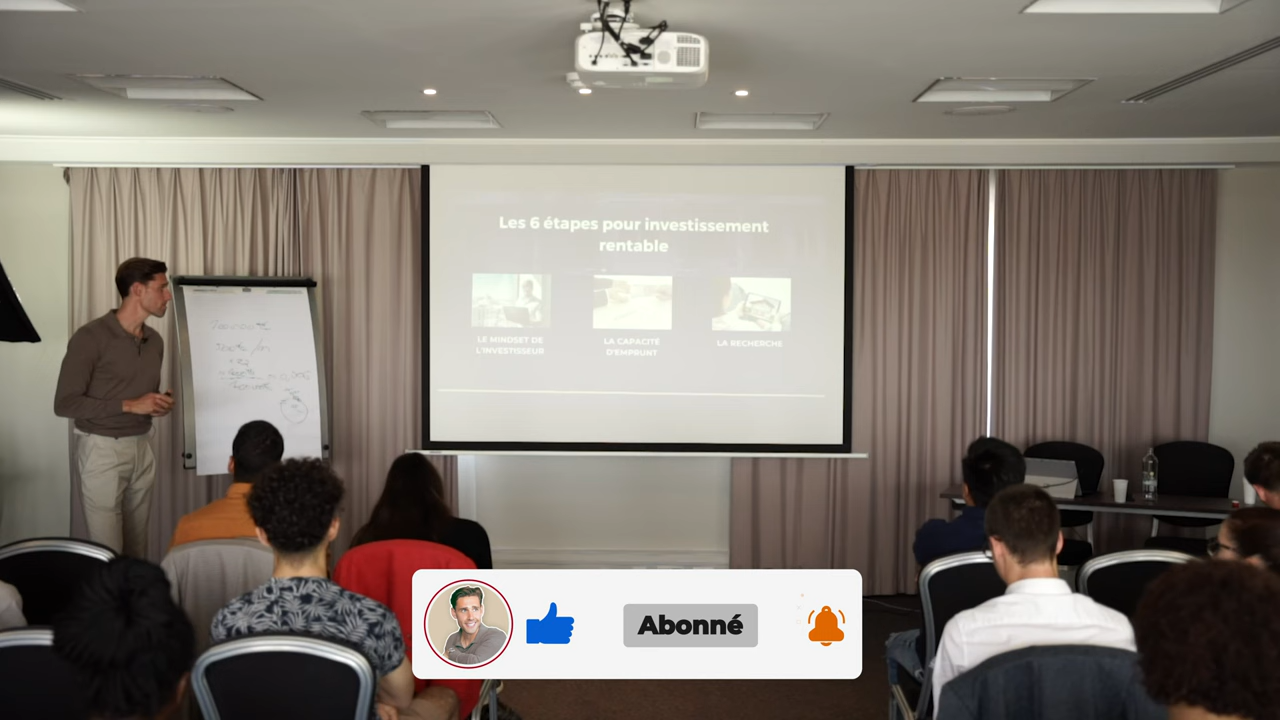 Les 6 étapes pour investissement
rentable
LE MINDSET DE
L'INVESTISSEUR
LA CAPACITÉ
D'EMPRUNT
LA RECHERCHE
Abonné